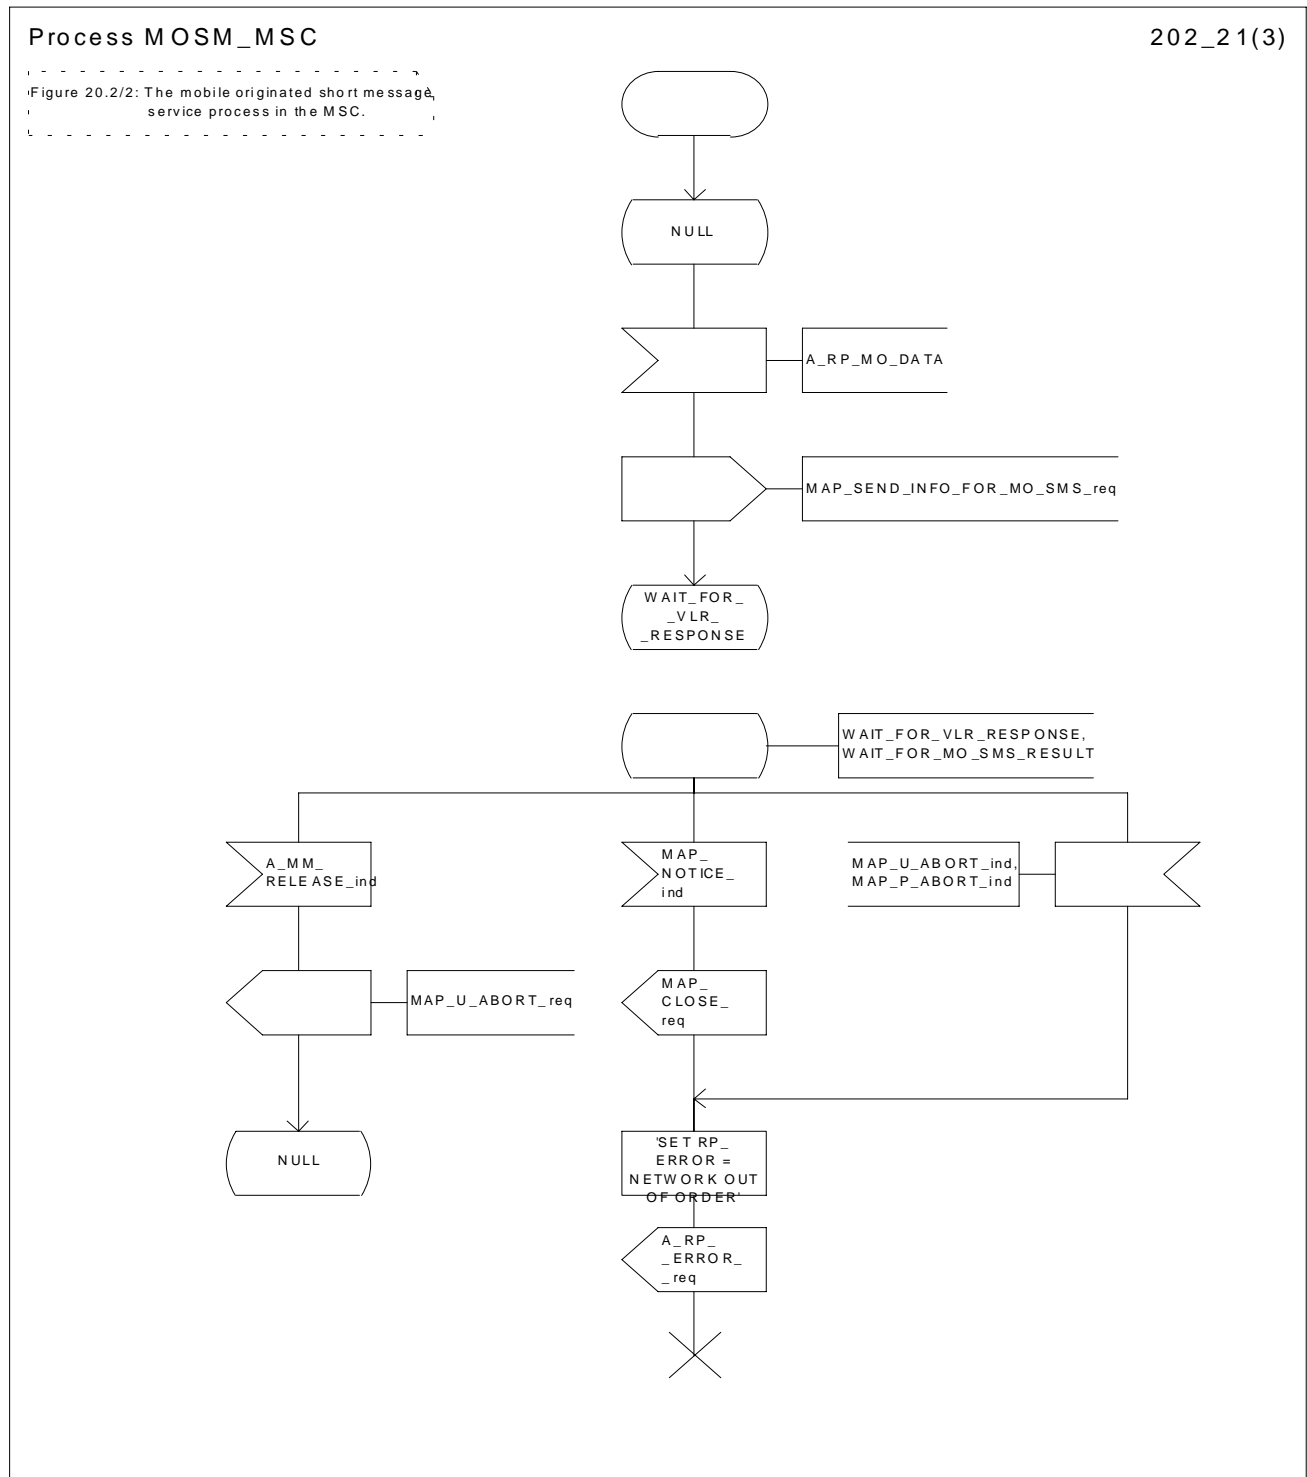 Process MOSM_MSC
202_21(3)
Figure 20.2/2: The mobile originated short message
service process in the MSC.
NULL
A_RP_MO_DATA
MAP_SEND_INFO_FOR_MO_SMS_req
WAIT_FOR_
_VLR_
_RESPONSE
WAIT_FOR_VLR_RESPONSE,
WAIT_FOR_MO_SMS_RESULT
A_MM_
RELEASE_ind
MAP_
NOTICE_
ind
MAP_U_ABORT_ind,
MAP_P_ABORT_ind
MAP_U_ABORT_req
MAP_
CLOSE_
req
NULL
'SET RP_
ERROR =
NETWORK OUT
OF ORDER'
A_RP_
_ERROR_
_req